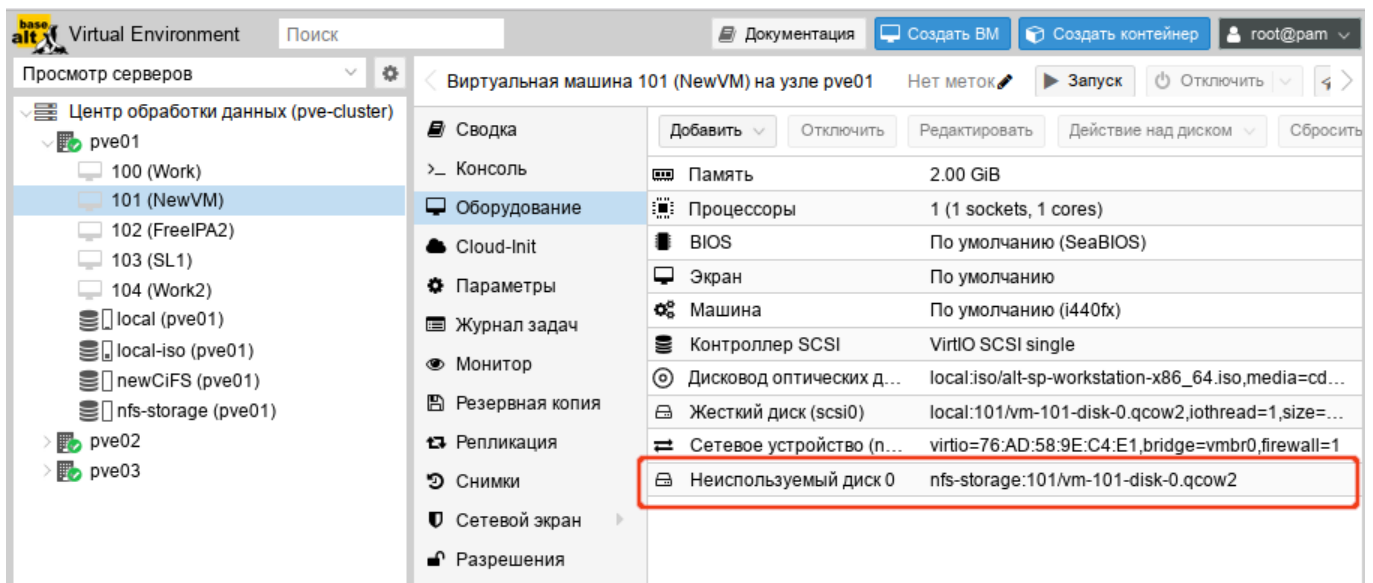 base alt Virtual Environment Поиск Документация Создать ВМ Создать контейнер root@pam
Просмотр серверов
Центр обработки данных (pve-cluster)
pve01
100 (Work)
101 (NewVM)
102 (FreeIPA2)
103 (SL1)
104 (Work2)
local (pve01)
local-iso (pve01)
newCiFS (pve01)
nfs-storage (pve01)
pve02
pve03
Виртуальная машина 101 (NewVM) на узле pve01 Нет меток Запуск Отключить
Сводка
Консоль
Оборудование
Cloud-Init
Параметры
Журнал задач
Монитор
Резервная копия
Репликация
Снимки
Сетевой экран
Разрешения
Добавить Отключить Редактировать Действие над диском Сбросить
Память 2.00 GiB
Процессоры 1 (1 sockets, 1 cores)
BIOS По умолчанию (SeaBIOS)
Экран По умолчанию
Машина По умолчанию (i440fx)
Контроллер SCSI VirtIO SCSI single
Дисковод оптических д... local:iso/alt-sp-workstation-x86_64.iso,media=cd...
Жесткий диск (scsi0) local:101/vm-101-disk-0.qcow2,iothread=1,size=...
Сетевое устройство (n... virtio=76:AD:58:9E:C4:E1,bridge=vmbr0,firewall=1
Неиспользуемый диск 0 nfs-storage:101/vm-101-disk-0.qcow2